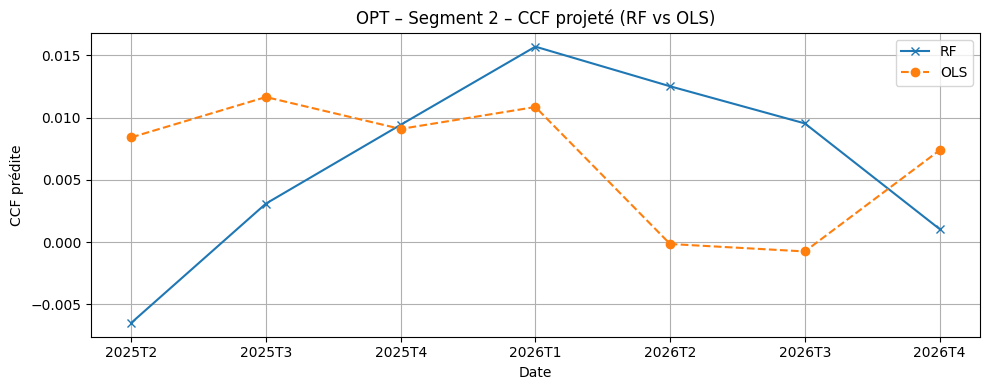 OPT – Segment 2 – CCF projeté (RF vs OLS)
RF
OLS
CCF prédite
0.015
0.010
0.005
0.000
−0.005
2025T2 2025T3 2025T4 2026T1 2026T2 2026T3 2026T4
Date